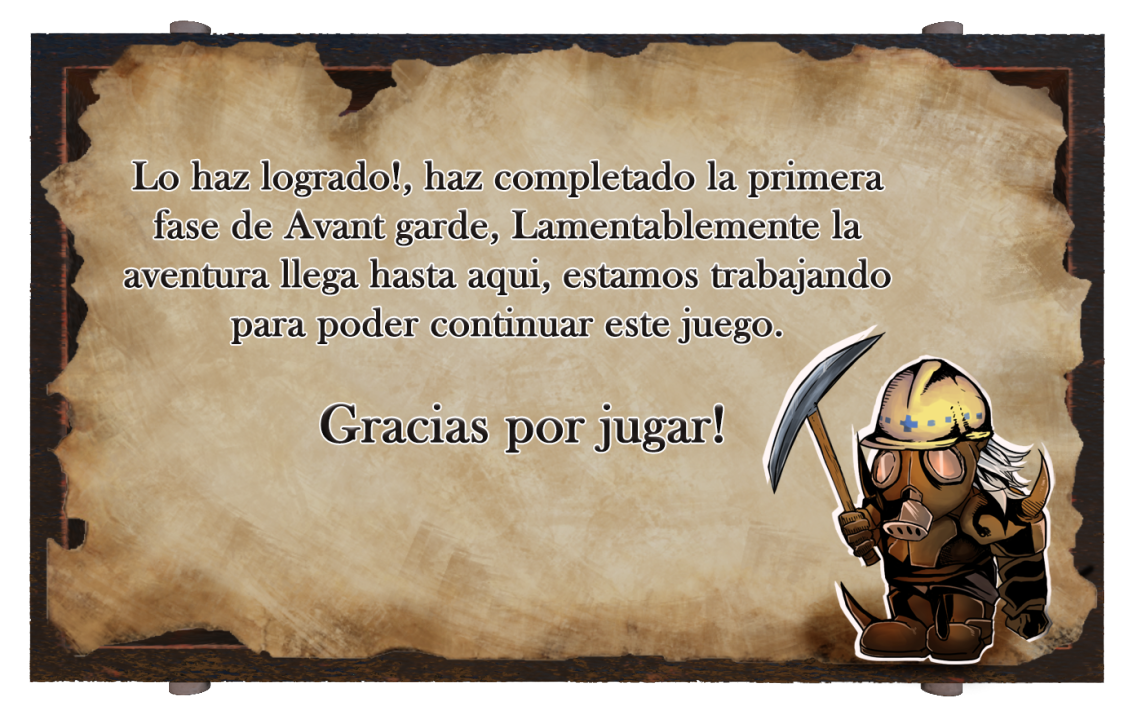 Lo haz logrado!, haz completado la primera
fase de Avant garde, Lamentablemente la
aventura llega hasta aqui, estamos trabajando
para poder continuar este juego.
Gracias por jugar!